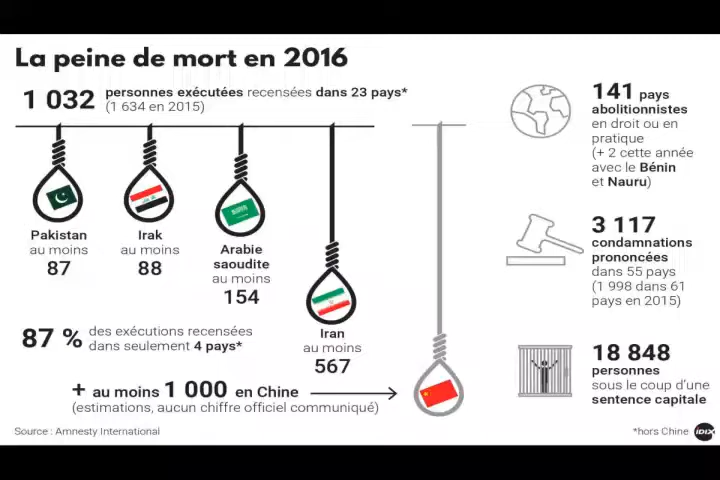 La peine de mort en 2016
1 032 personnes exécutées recensées dans 23 pays*
(1 634 en 2015)
Pakistan
au moins
87
Irak
au moins
88
Arabie
saoudite
au moins
154
Iran
au moins
567
87 % des exécutions recensées
dans seulement 4 pays*
+ au moins 1 000 en Chine
(estimations, aucun chiffre officiel communiqué)
141 pays
abolitionnistes
en droit ou en
pratique
(+ 2 cette année
avec le Bénin
et Nauru)
3 117
condamnations
prononcées
dans 55 pays
(1 998 dans 61
pays en 2015)
18 848
personnes
sous le coup d'une
sentence capitale
Source : Amnesty International
*hors Chine
iDIX